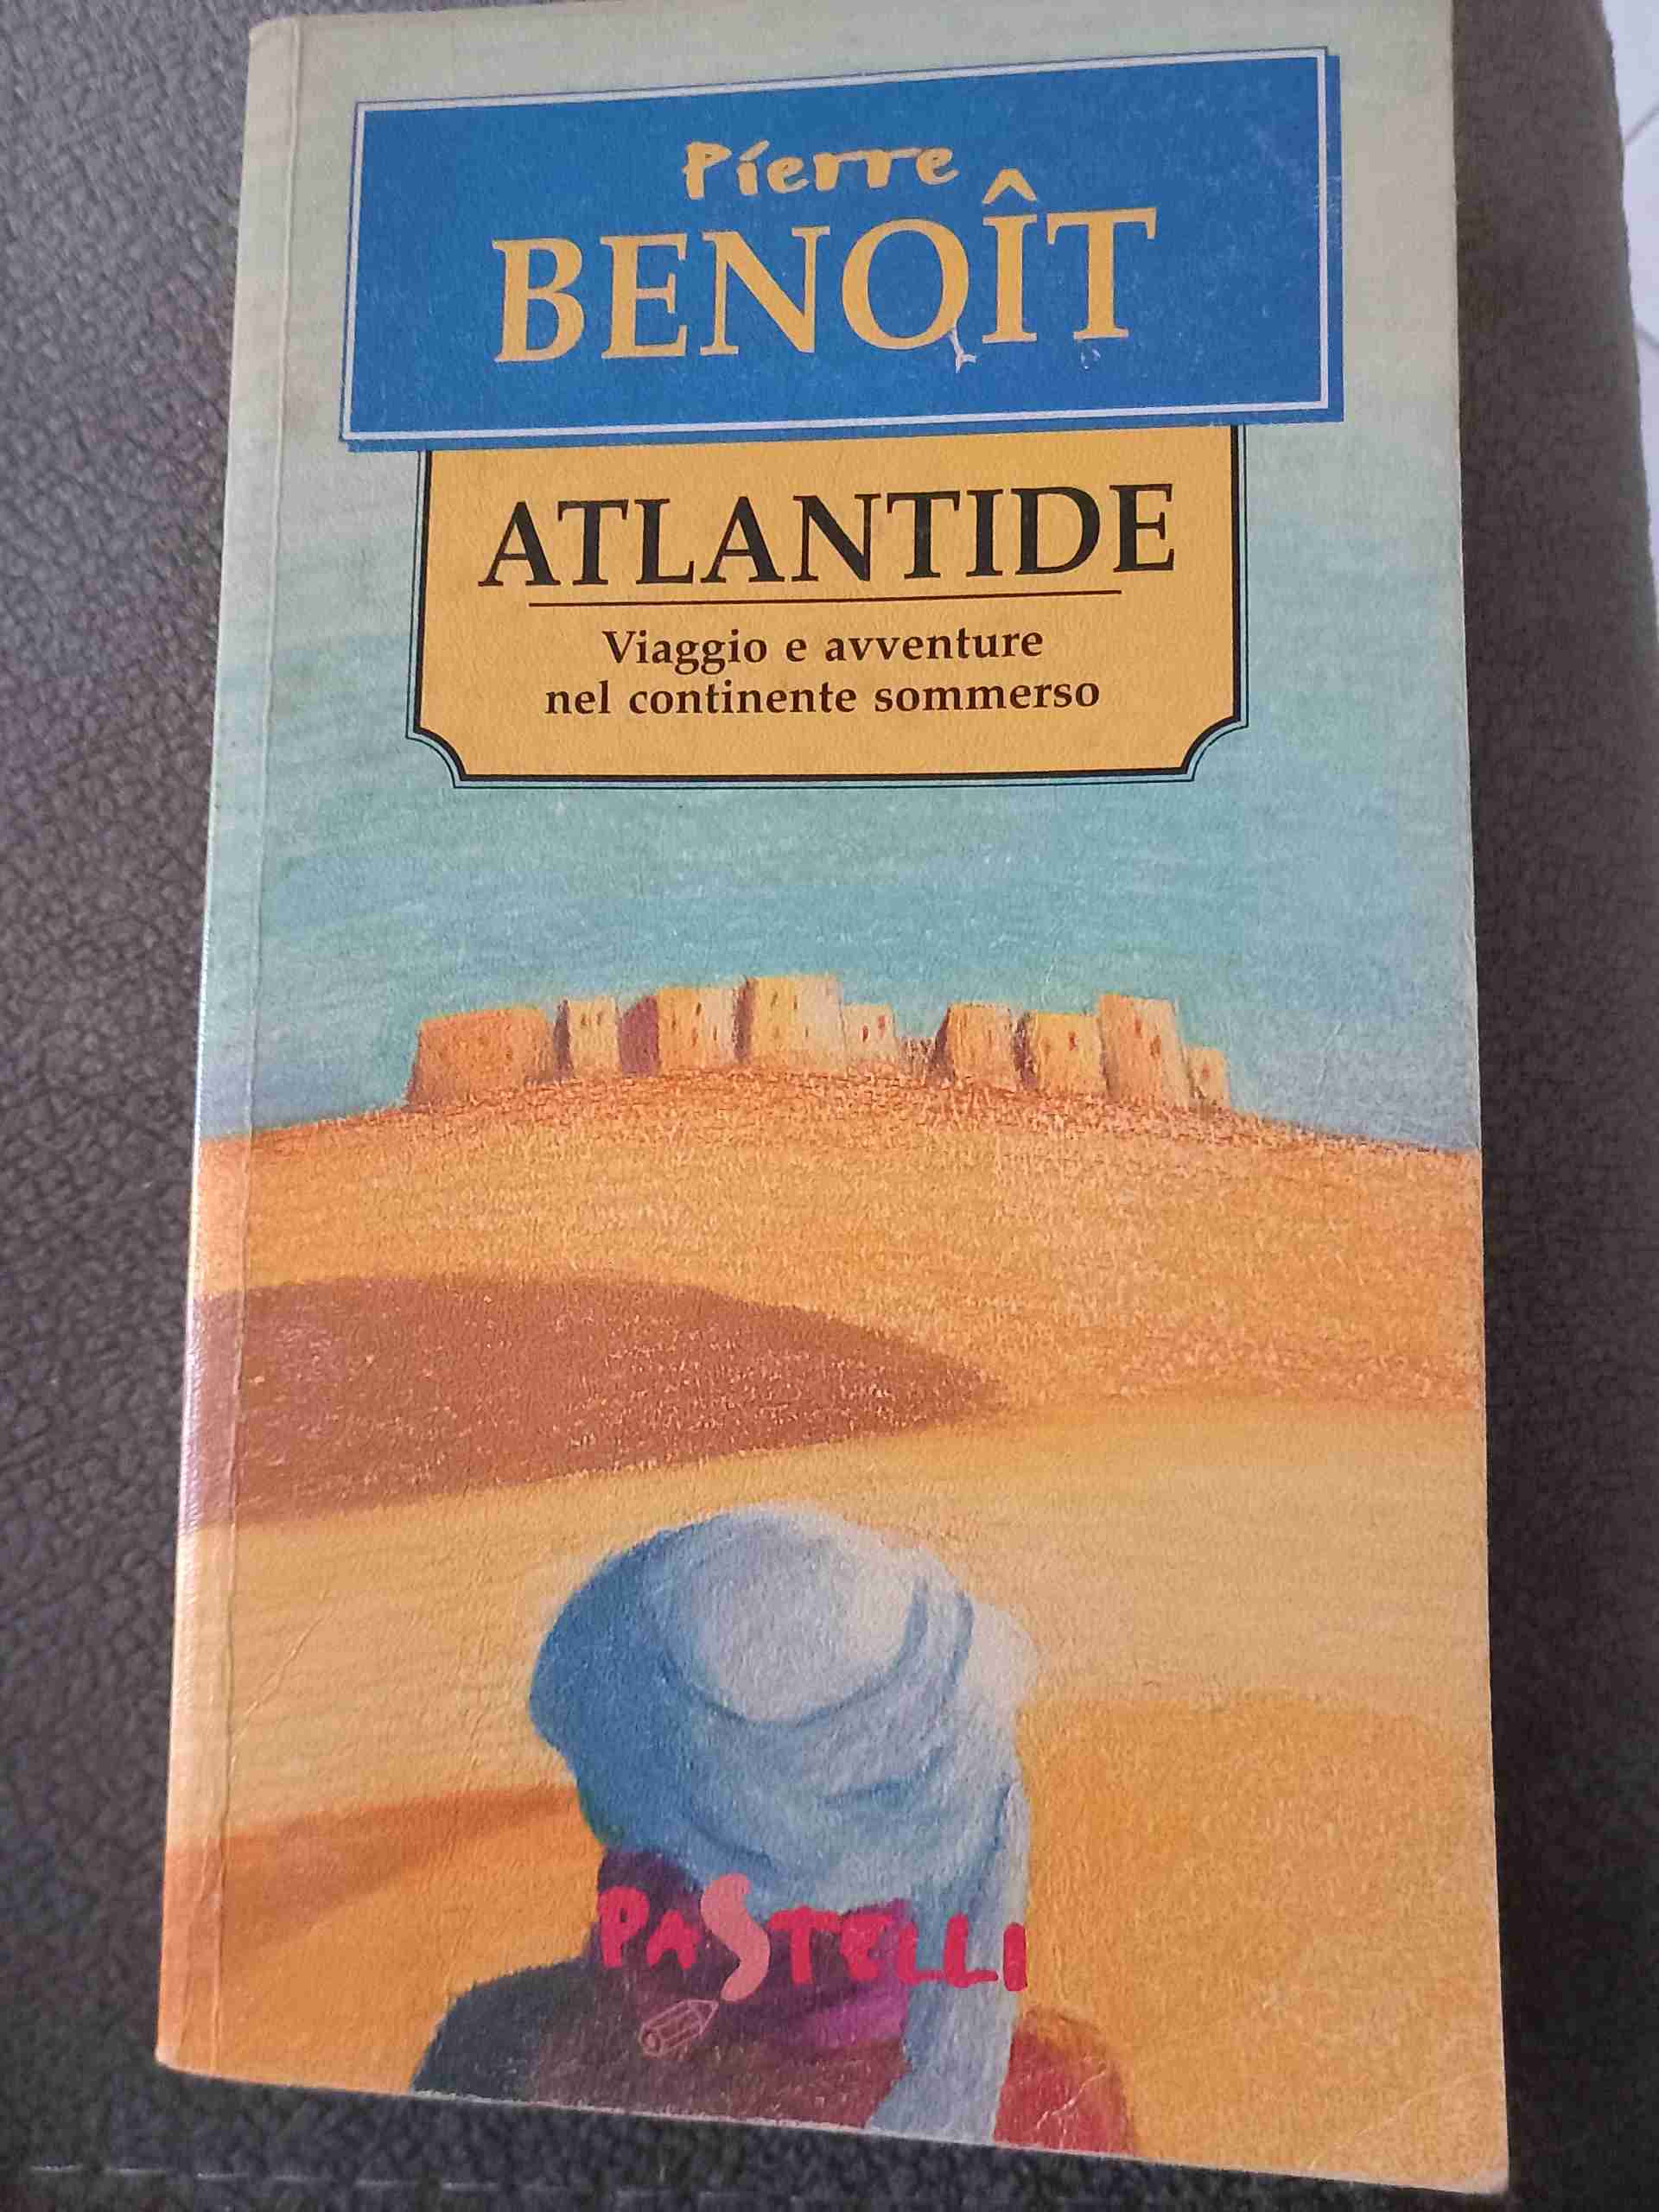 Pierre
BENOÎT
ATLANTIDE
Viaggio e avventure
nel continente sommerso
PASTELLI